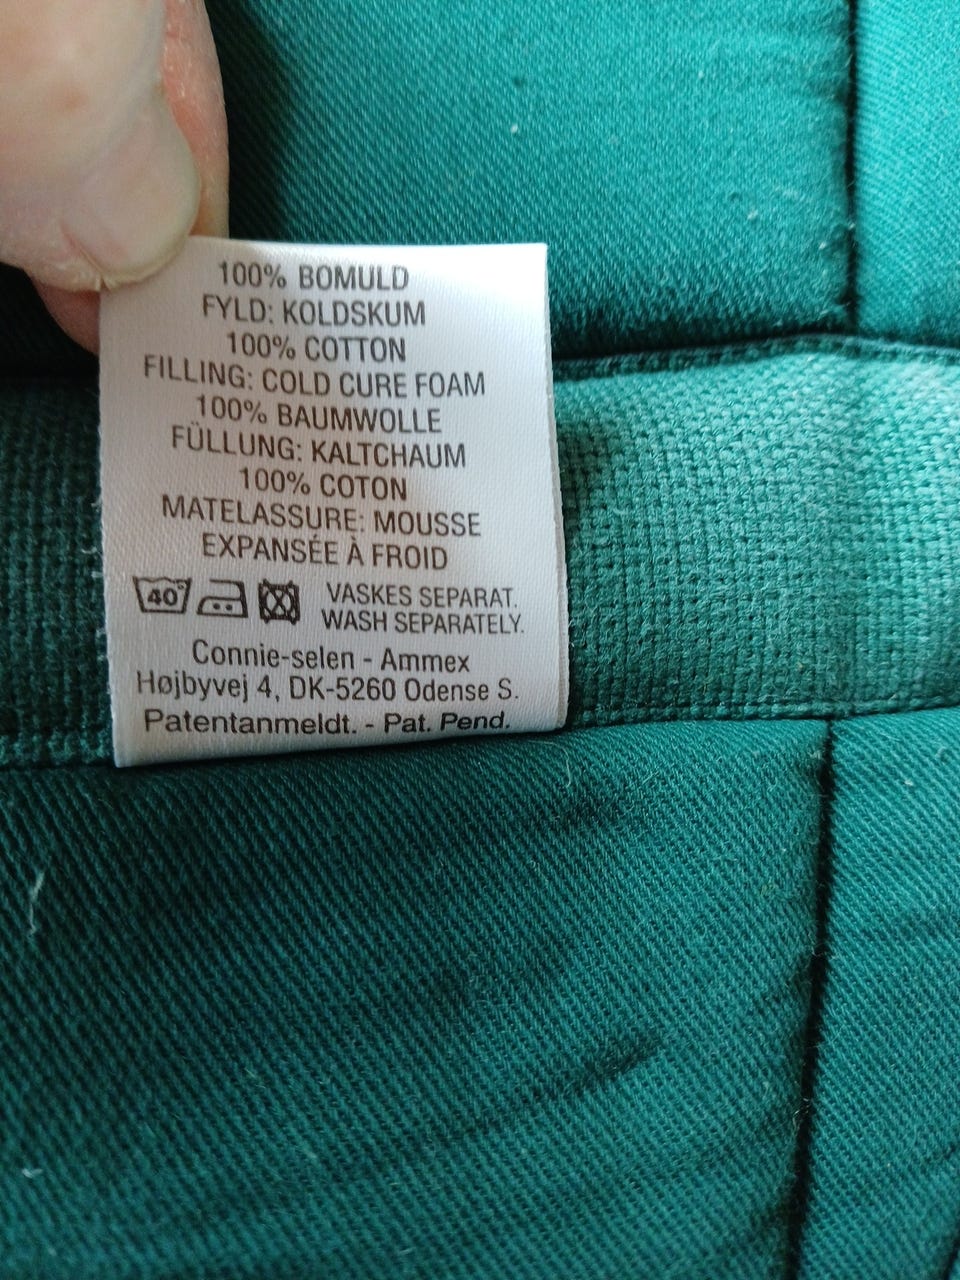 100% BOMULD
FYLD: KOLDSKUM
100% COTTON
FILLING: COLD CURE FOAM
100% BAUMWOLLE
FÜLLUNG: KALTCHAUM
100% COTON
MATELASSURE: MOUSSE
EXPANSÉE À FROID
40° VASKES SEPARAT.
WASH SEPARATELY.
Connie-selen - Ammex
Højbyvej 4, DK-5260 Odense S.
Patentanmeldt. - Pat. Pend.